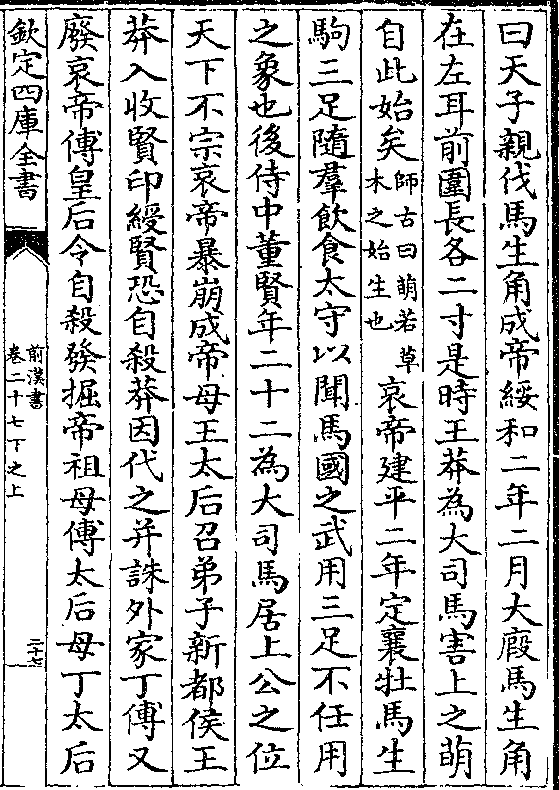 曰天子親伐馬生角成帝綏和二年二月大廄馬生角
在左耳前圍長各二寸是時王莽為大司馬害上之萌
自此始矣師古曰萌若草木之始生也哀帝建平二年定襄牡馬生
駒三足隨羣飲食太守以聞馬國之武用三足不任用
之象也後侍中董賢年二十二為大司馬居上公之位
天下不宗哀帝暴崩成帝母王太后召弟子新都侯王
莽入收賢印綬賢恐自殺莽因代之并誅外家丁傅又
廢哀帝傅皇后令自殺發掘帝祖母傅太后母丁太后
欽定四庫全書
前漢書
卷二十七下之上
二十七